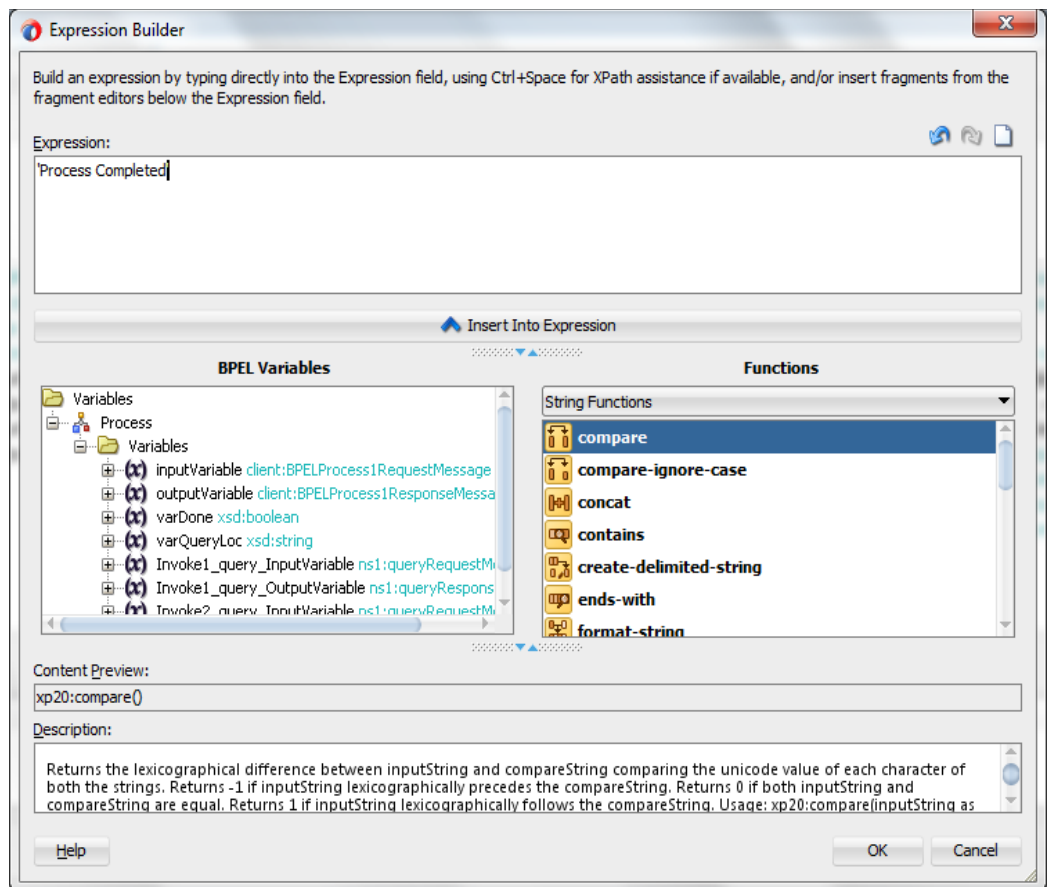 Expression Builder
Build an expression by typing directly into the Expression field, using Ctrl+Space for XPath assistance if available, and/or insert fragments from the
fragment editors below the Expression field.
Expression:
'Process Completed
Insert Into Expression
BPEL Variables
Variables
Process
Variables
inputVariable client:BPELProcess1RequestMessage
outputVariable client:BPELProcess1ResponseMessa
varDone xsd:boolean
varQueryLoc xsd:string
Invoke1_query_InputVariable ns1:queryRequestM
Invoke1_query_OutputVariable ns1:queryRespons
Invoke2_query_InputVariable ns1:queryRequestM
Functions
String Functions
compare
compare-ignore-case
concat
contains
create-delimited-string
ends-with
format-string
Content Preview:
xp20:compare()
Description:
Returns the lexicographical difference between inputString and compareString comparing the unicode value of each character of
both the strings. Returns -1 if inputString lexicographically precedes the compareString. Returns 0 if both inputString and
compareString are equal. Returns 1 if inputString lexicographically follows the compareString. Usage: xp20:compare(inputString as
Help
OK
Cancel